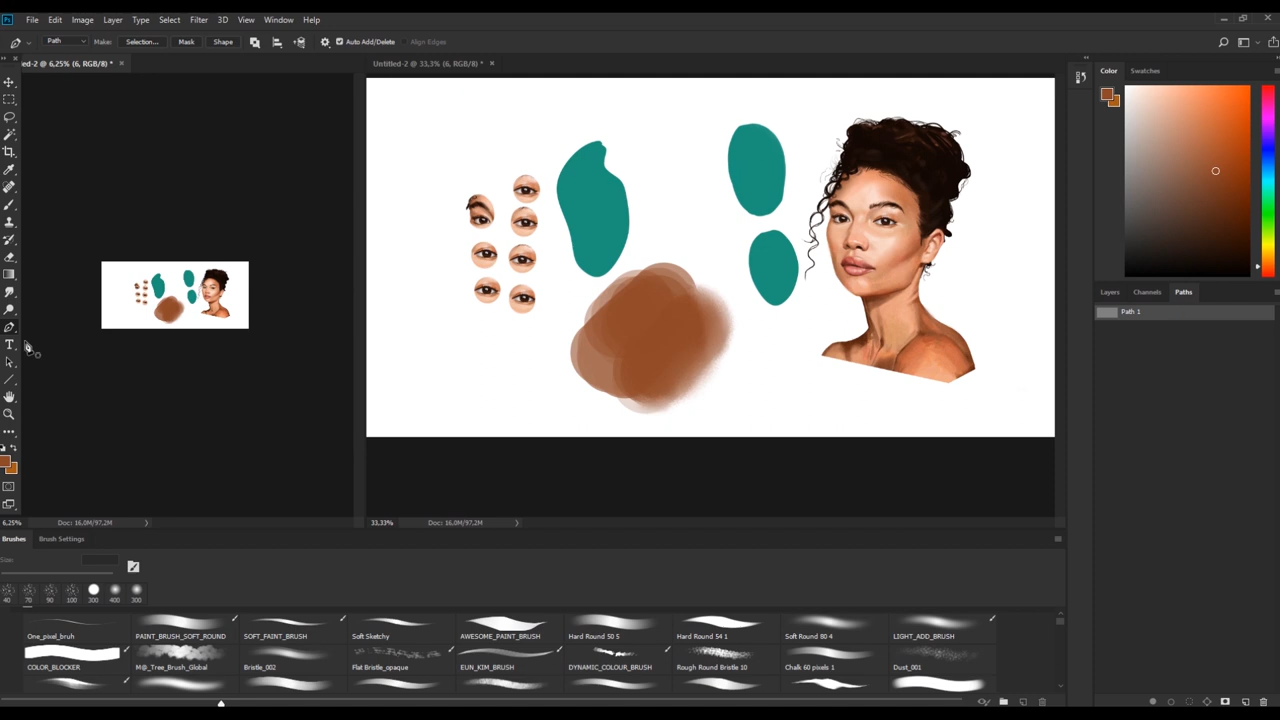 Ps File Edit Image Layer Type Select Filter 3D View Window Help
Path Make: Selection... Mask Shape Auto Add/Delete Align Edges
ed-2 @ 6,25% (6, RGB/8) * × Untitled-2 @ 33,3% (6, RGB/8) * ×
Color Swatches
Layers Channels Paths
Path 1
6,25% Doc: 16,0M/97,2M
33,33% Doc: 16,0M/97,2M
Brushes Brush Settings
Size:
40 70 90 100 300 400 300
One_pixel_bruh PAINT_BRUSH_SOFT_ROUND SOFT_FAINT_BRUSH Soft Sketchy AWESOME_PAINT_BRUSH Hard Round 50 5 Hard Round 54 1 Soft Round 80 4 LIGHT_ADD_BRUSH
COLOR_BLOCKER M@_Tree_Brush_Global Bristle_002 Flat Bristle_opaque EUN_KIM_BRUSH DYNAMIC_COLOUR_BRUSH Rough Round Bristle 10 Chalk 60 pixels 1 Dust_001